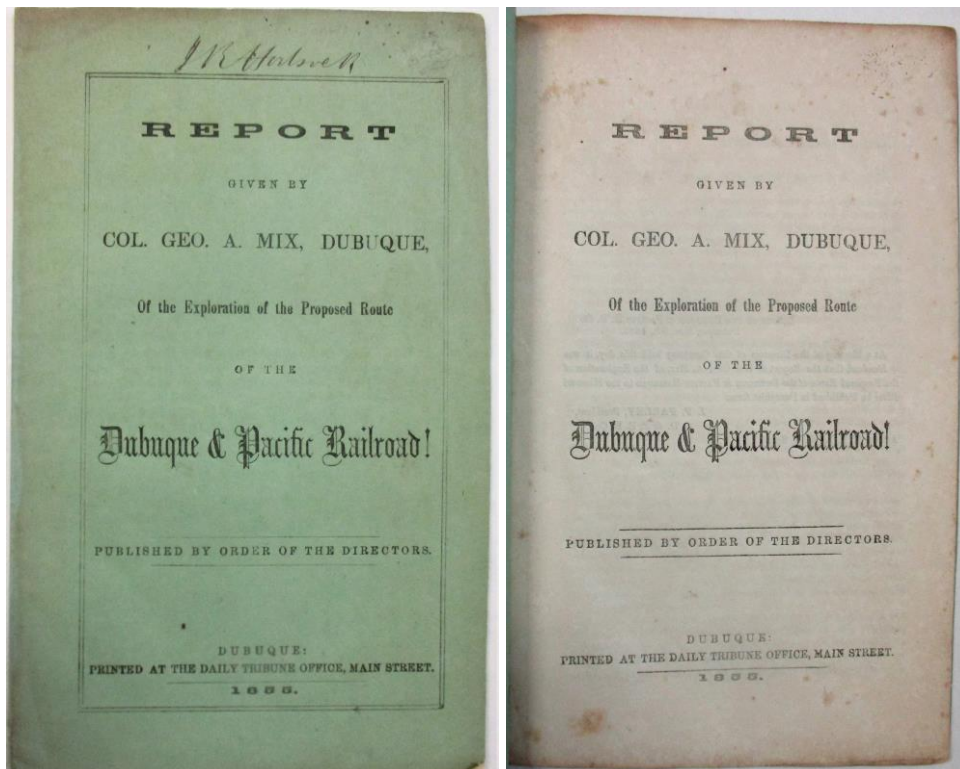 REPORT
GIVEN BY
COL. GEO. A. MIX, DUBUQUE,
Of the Exploration of the Proposed Route
OF THE
Dubuque & Pacific Railroad!
PUBLISHED BY ORDER OF THE DIRECTORS.
DUBUQUE:
PRINTED AT THE DAILY TRIBUNE OFFICE, MAIN STREET.
REPORT
GIVEN BY
COL. GEO. A. MIX, DUBUQUE,
Of the Exploration of the Proposed Route
OF THE
Dubuque & Pacific Railroad!
PUBLISHED BY ORDER OF THE DIRECTORS.
DUBUQUE:
PRINTED AT THE DAILY TRIBUNE OFFICE, MAIN STREET.